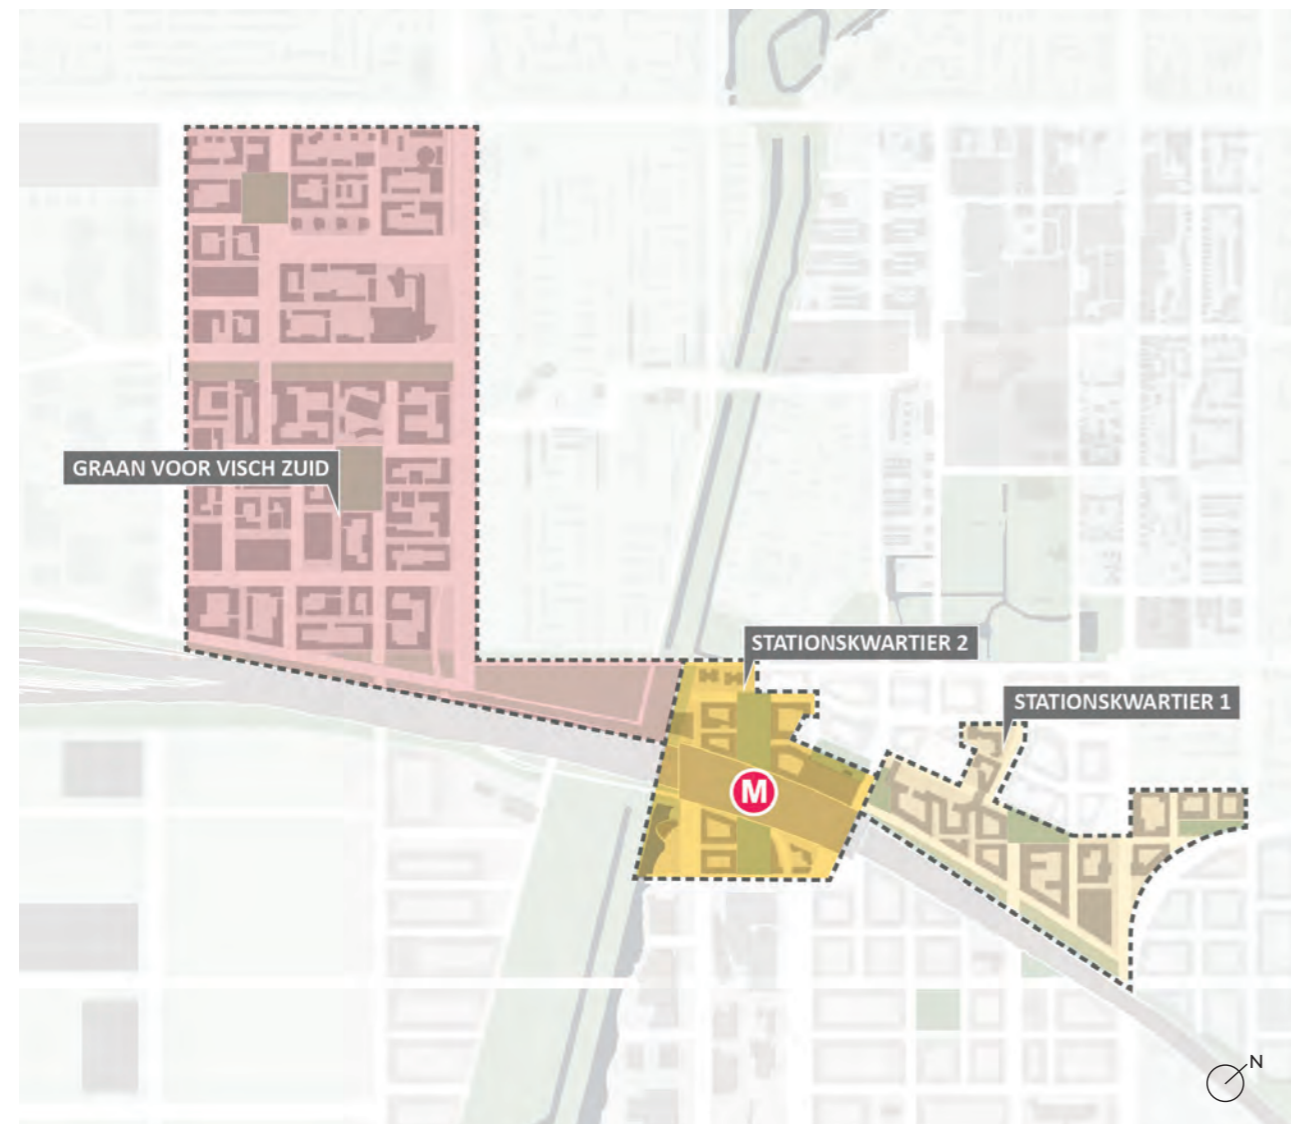 GRAAN VOOR VISCH ZUID
STATIONSKWARTIER 2
STATIONSKWARTIER 1
M
N